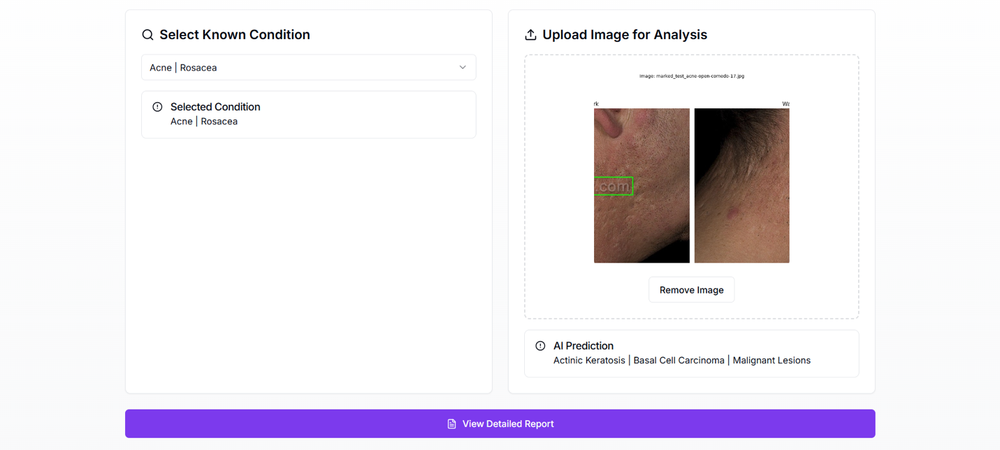 Select Known Condition
Acne | Rosacea
Selected Condition
Acne | Rosacea
Upload Image for Analysis
Image: marked_test_acne-open-comedo-17.jpg
rk
Wa
.com
Remove Image
AI Prediction
Actinic Keratosis | Basal Cell Carcinoma | Malignant Lesions
View Detailed Report